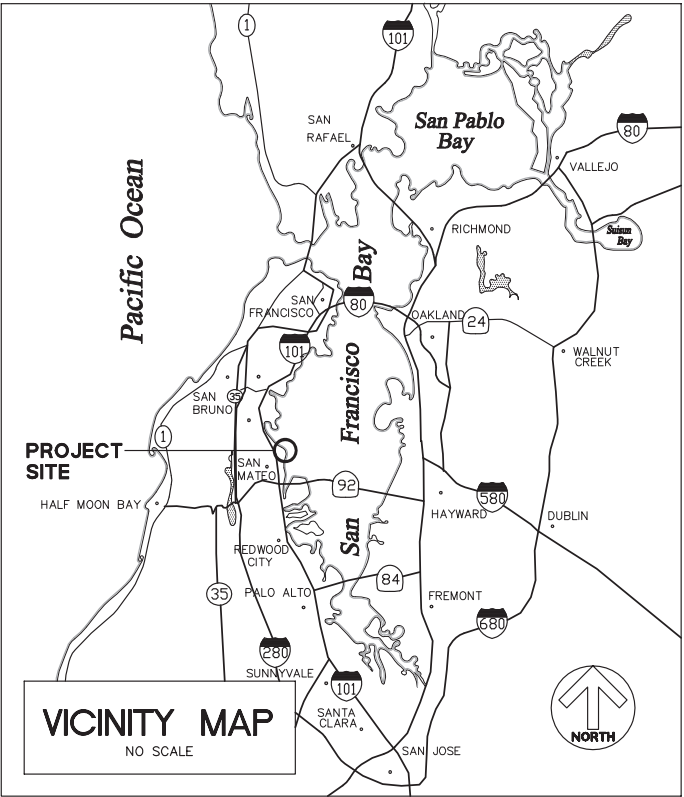 1
101
SAN
RAFAEL
San Pablo
Bay
80
VALLEJO
Pacific Ocean
RICHMOND
Suisun
Bay
San Francisco Bay
SAN
FRANCISCO
80
OAKLAND
24
101
WALNUT
CREEK
SAN
BRUNO
35
1
PROJECT
SITE
SAN
MATEO
92
HALF MOON BAY
HAYWARD
580
DUBLIN
REDWOOD
CITY
35
PALO ALTO
84
FREMONT
680
280
SUNNYVALE
101
SANTA
CLARA
SAN JOSE
VICINITY MAP
NO SCALE
NORTH